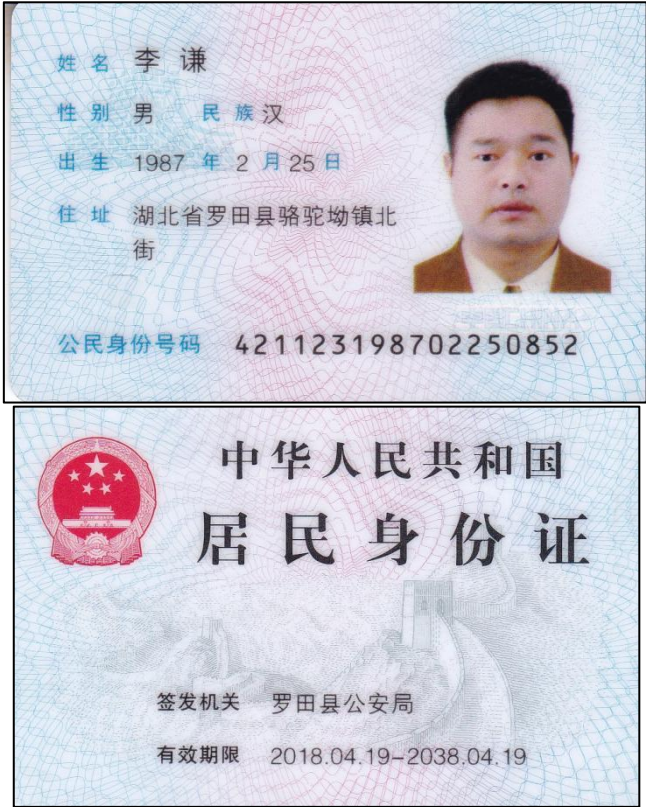 姓名 李谦
性别 男 民族 汉
出生 1987 年 2 月 25 日
住址 湖北省罗田县骆驼坳镇北
街
公民身份号码 421123198702250852
中华人民共和国
居民身份证
签发机关 罗田县公安局
有效期限 2018.04.19-2038.04.19